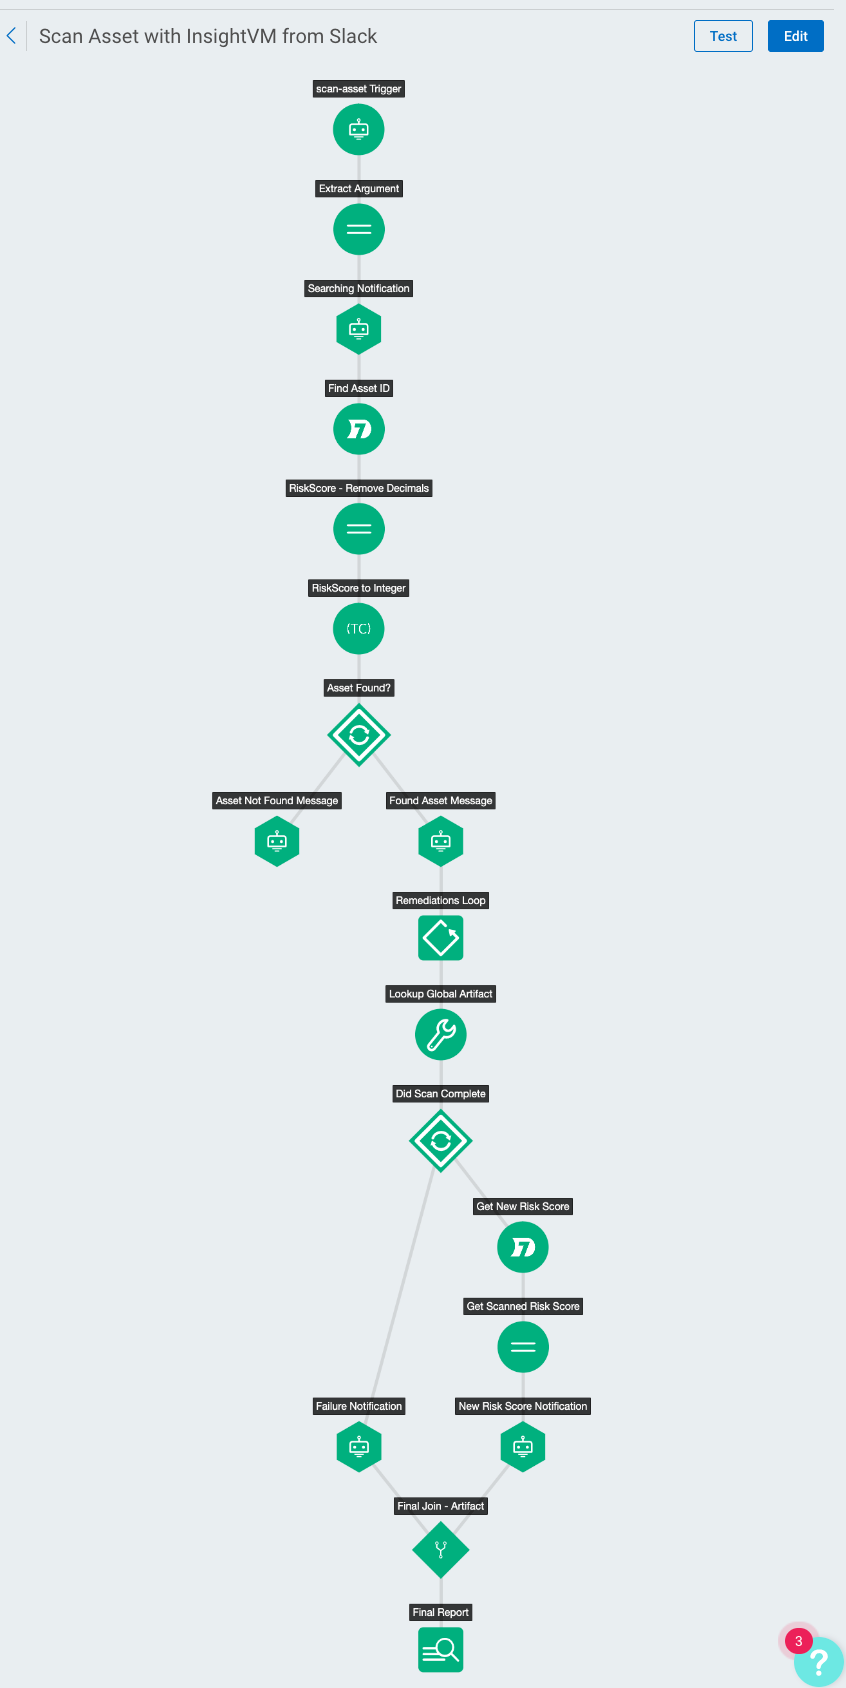 Scan Asset with InsightVM from Slack
Test
Edit
scan-asset Trigger
Extract Argument
Searching Notification
Find Asset ID
RiskScore - Remove Decimals
RiskScore to Integer
(TC)
Asset Found?
Asset Not Found Message
Found Asset Message
Remediations Loop
Lookup Global Artifact
Did Scan Complete
Get New Risk Score
Get Scanned Risk Score
Failure Notification
New Risk Score Notification
Final Join - Artifact
Final Report
3
?